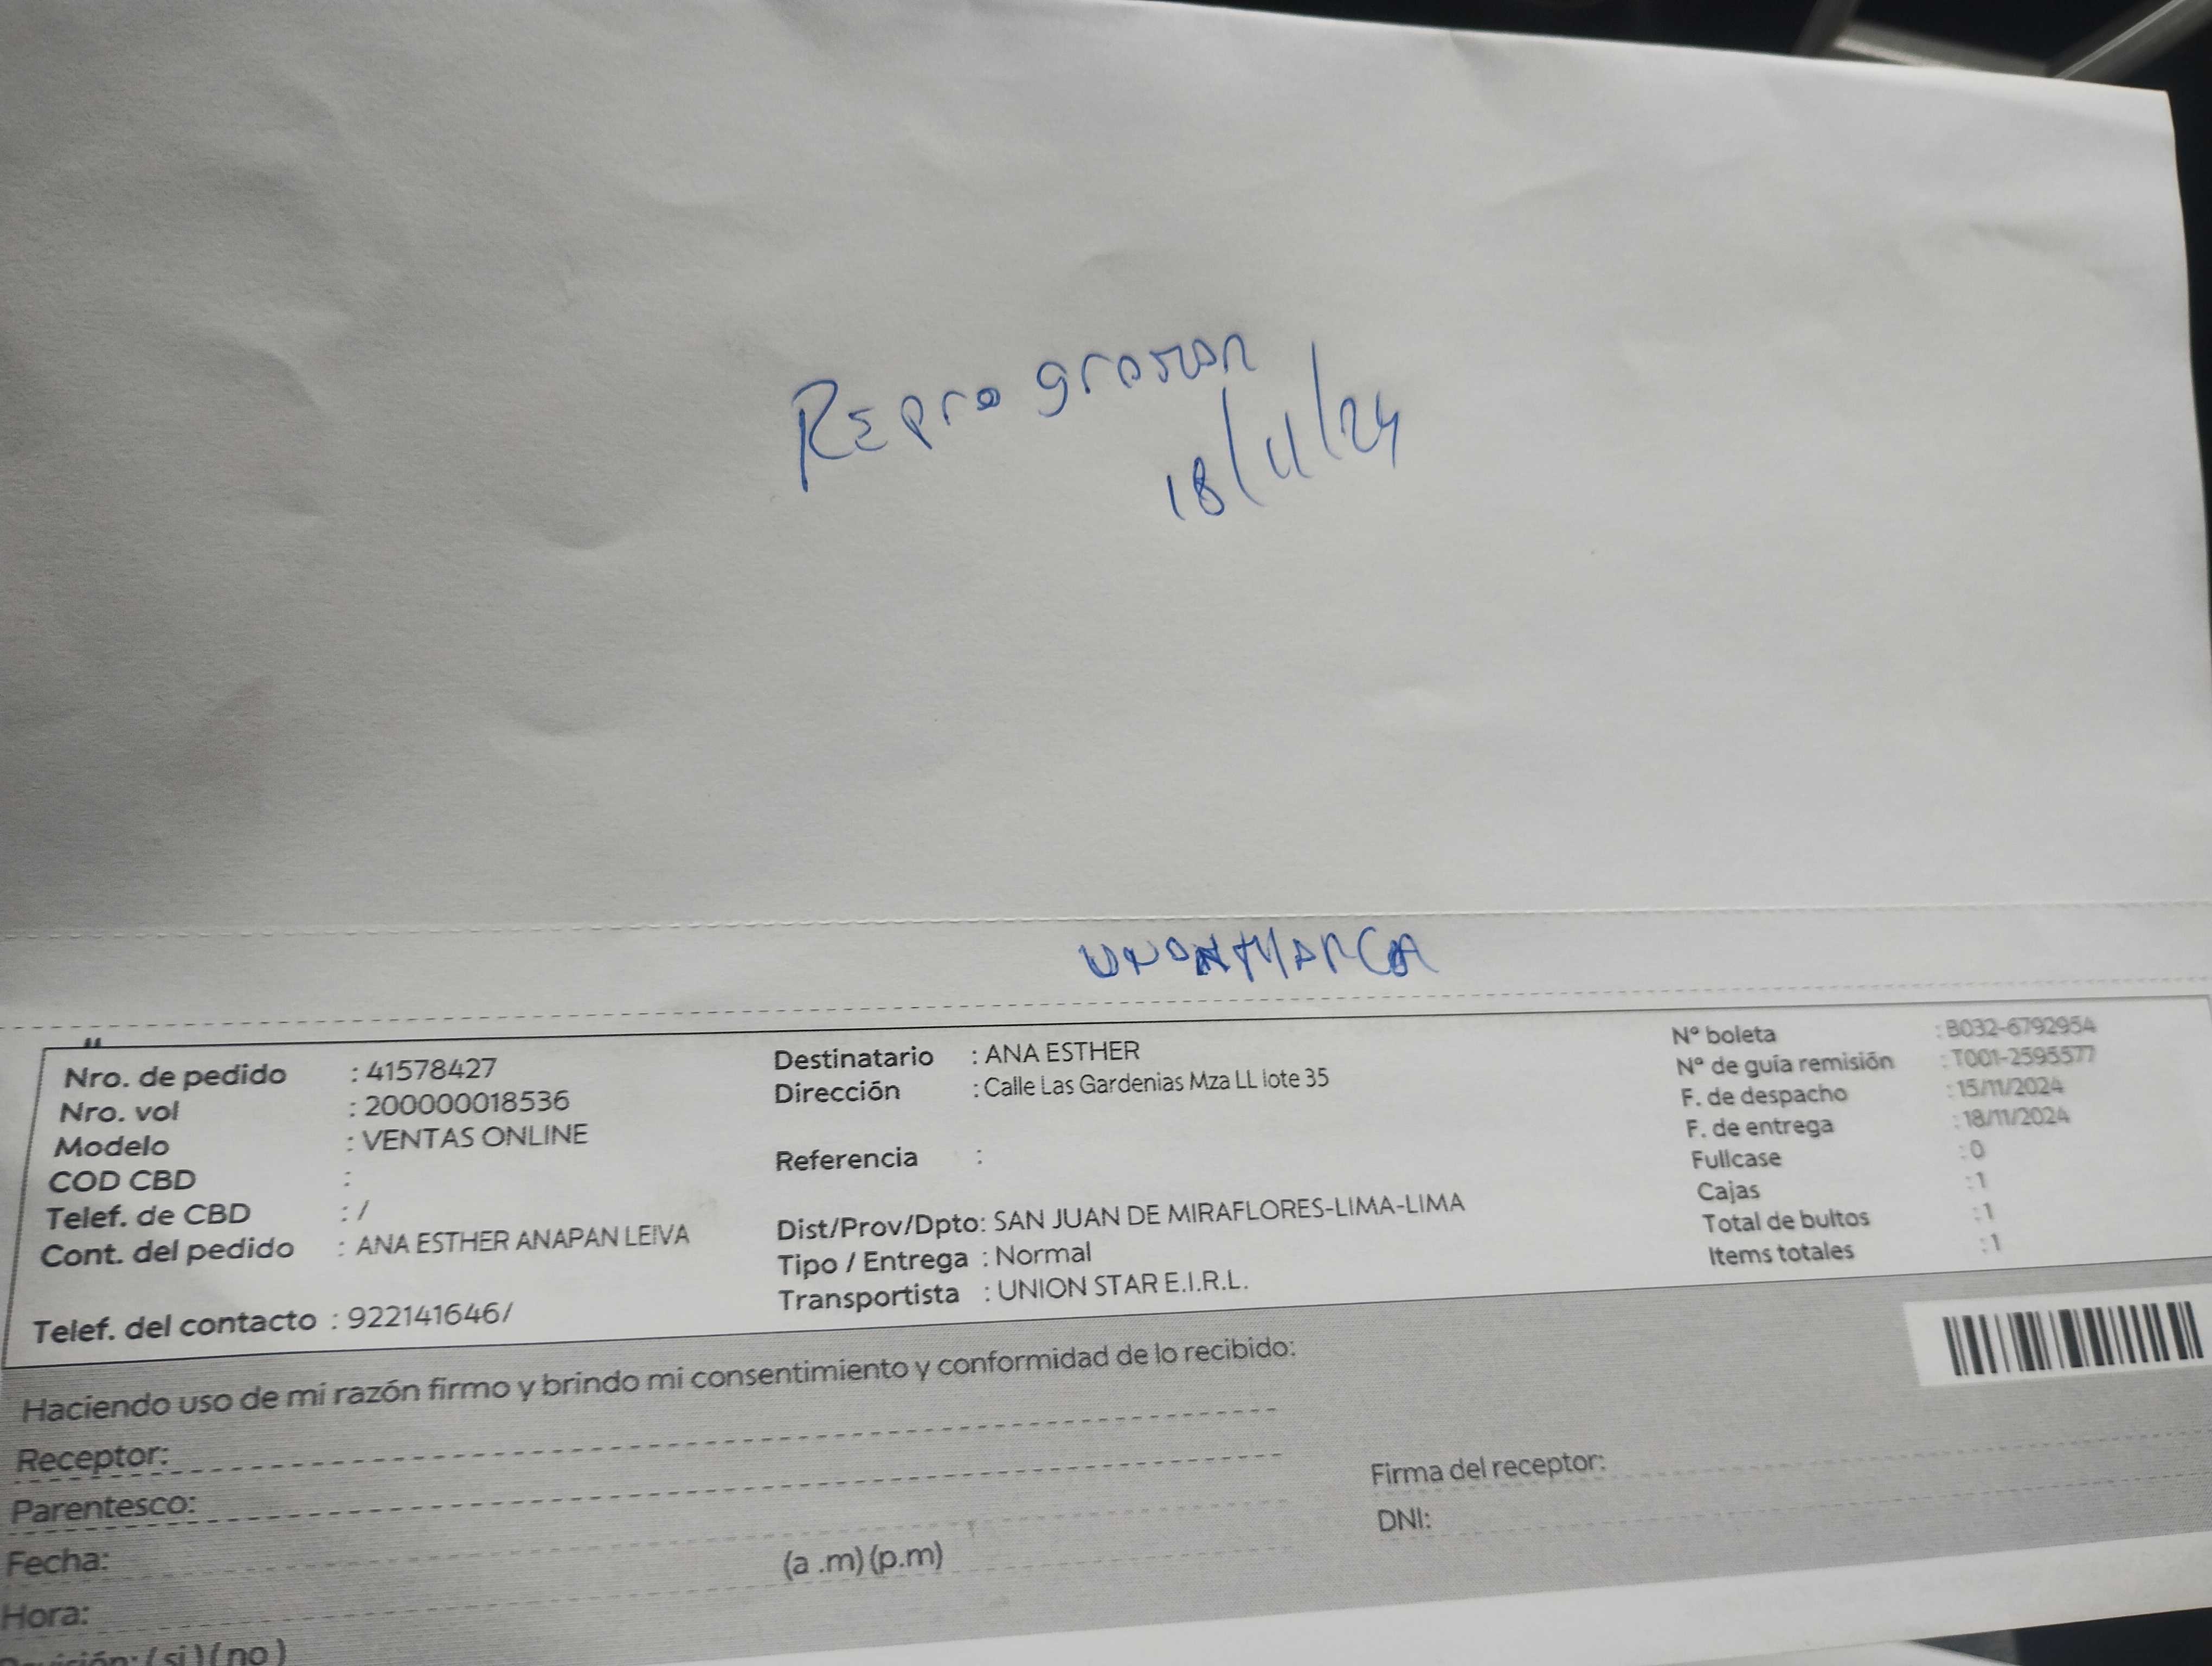 Reprogramar
18/11/24
UNANMARCA
Nro. de pedido : 41578427
Nro. vol : 200000018536
Modelo : VENTAS ONLINE
COD CBD :
Telef. de CBD : /
Cont. del pedido : ANA ESTHER ANAPAN LEIVA
Telef. del contacto : 922141646/
Destinatario : ANA ESTHER
Dirección : Calle Las Gardenias Mza LL lote 35
Referencia :
Dist/Prov/Dpto: SAN JUAN DE MIRAFLORES-LIMA-LIMA
Tipo / Entrega : Normal
Transportista : UNION STAR E.I.R.L.
N° boleta : B032-6792954
N° de guía remisión : T001-2595577
F. de despacho : 15/11/2024
F. de entrega : 18/11/2024
Fullcase : 0
Cajas : 1
Total de bultos : 1
Items totales : 1
Haciendo uso de mi razón firmo y brindo mi consentimiento y conformidad de lo recibido:
Receptor:
Parentesco:
Fecha:
Hora:
(a .m) (p.m)
Firma del receptor:
DNI:
( si ) ( no )